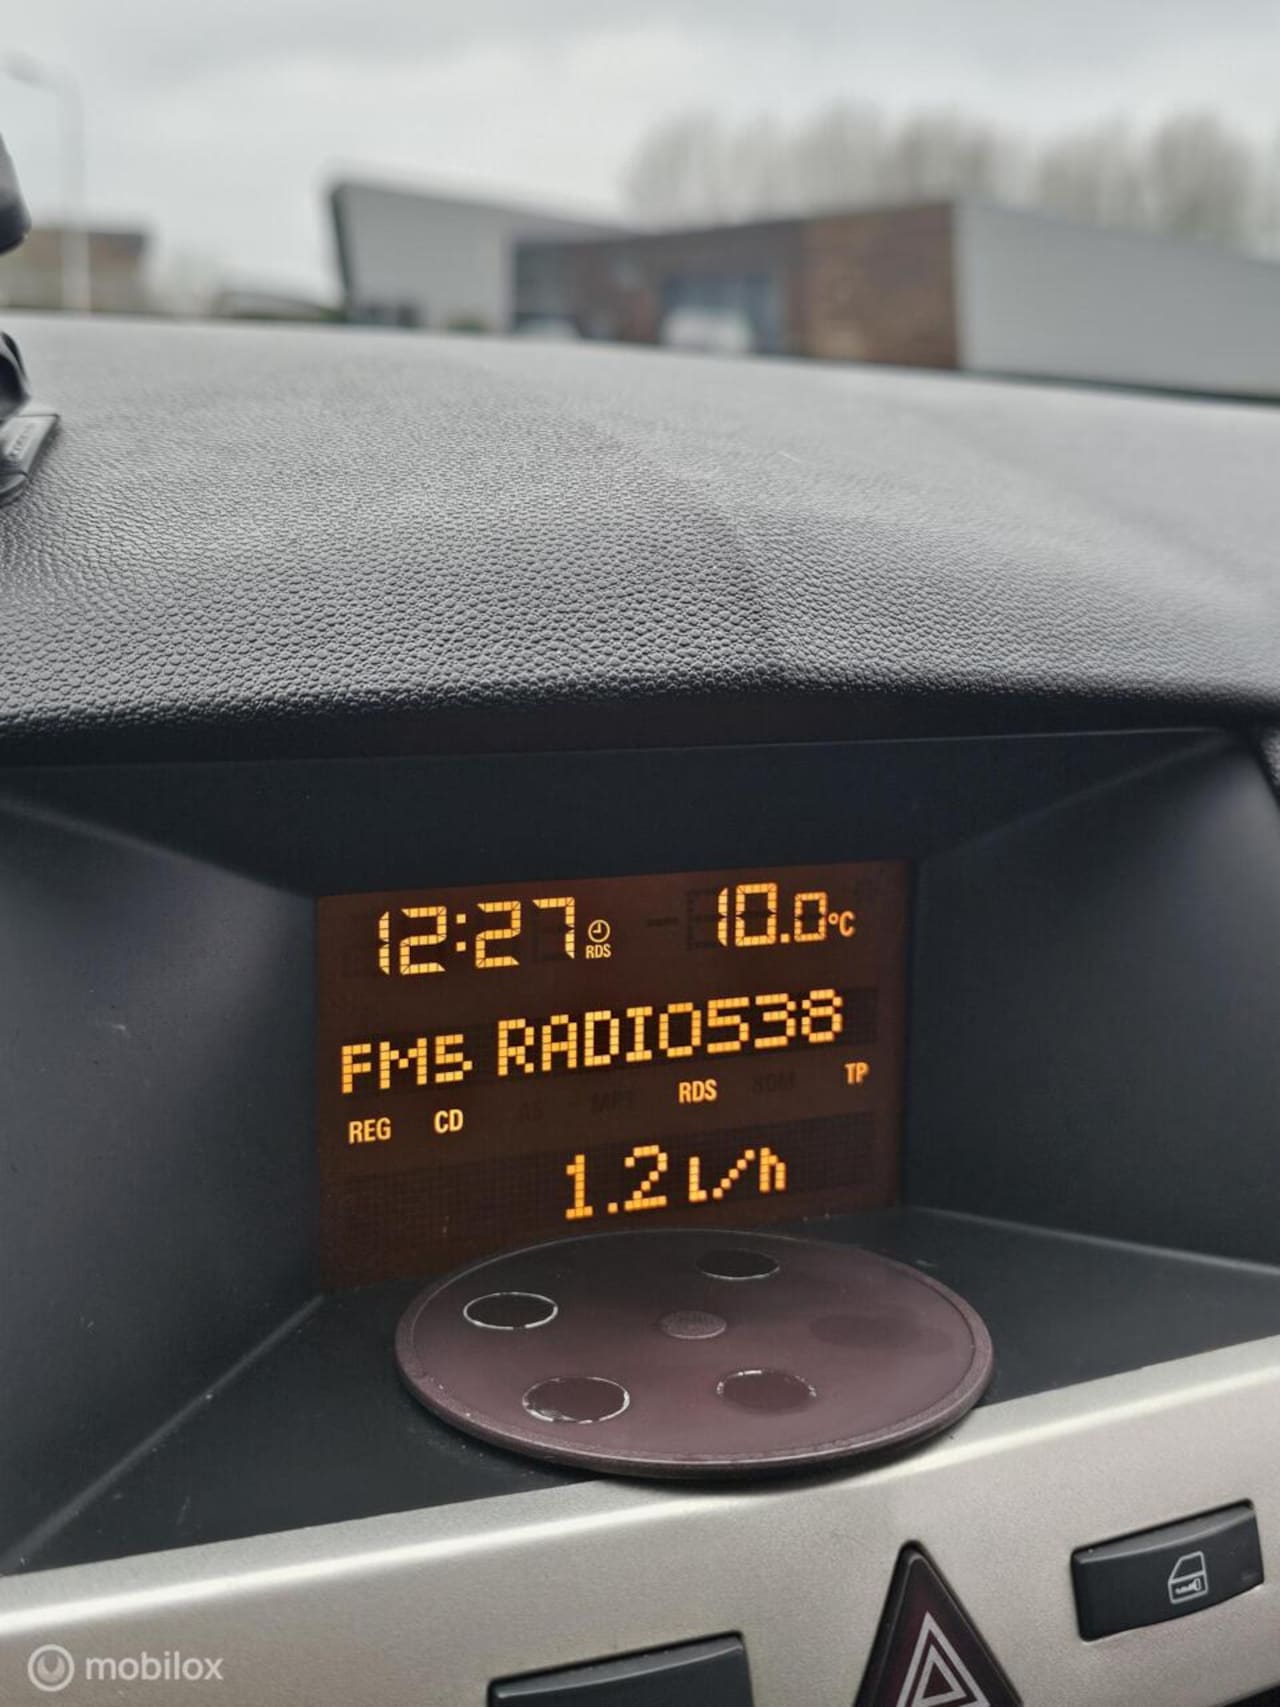 12:27 RDS 10.0°C
FM5 RADIO538
REG CD RDS TP
1.2 L/h
mobilox